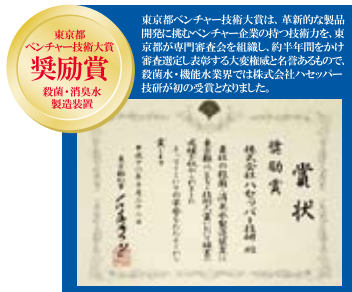 東京都
ベンチャー技術大賞
奨励賞
殺菌・消臭水
製造装置
東京都ベンチャー技術大賞は、革新的な製品
開発に挑むベンチャー企業の持つ技術力を、東
京都が専門審査会を組織し、約半年間をかけ
審査選定し表彰する大変権威と名誉あるもので、
殺菌水・機能水業界では株式会社ハセッパー
技研が初の受賞となりました。
賞状
奨励賞
株式会社ハセッパー技研 殿